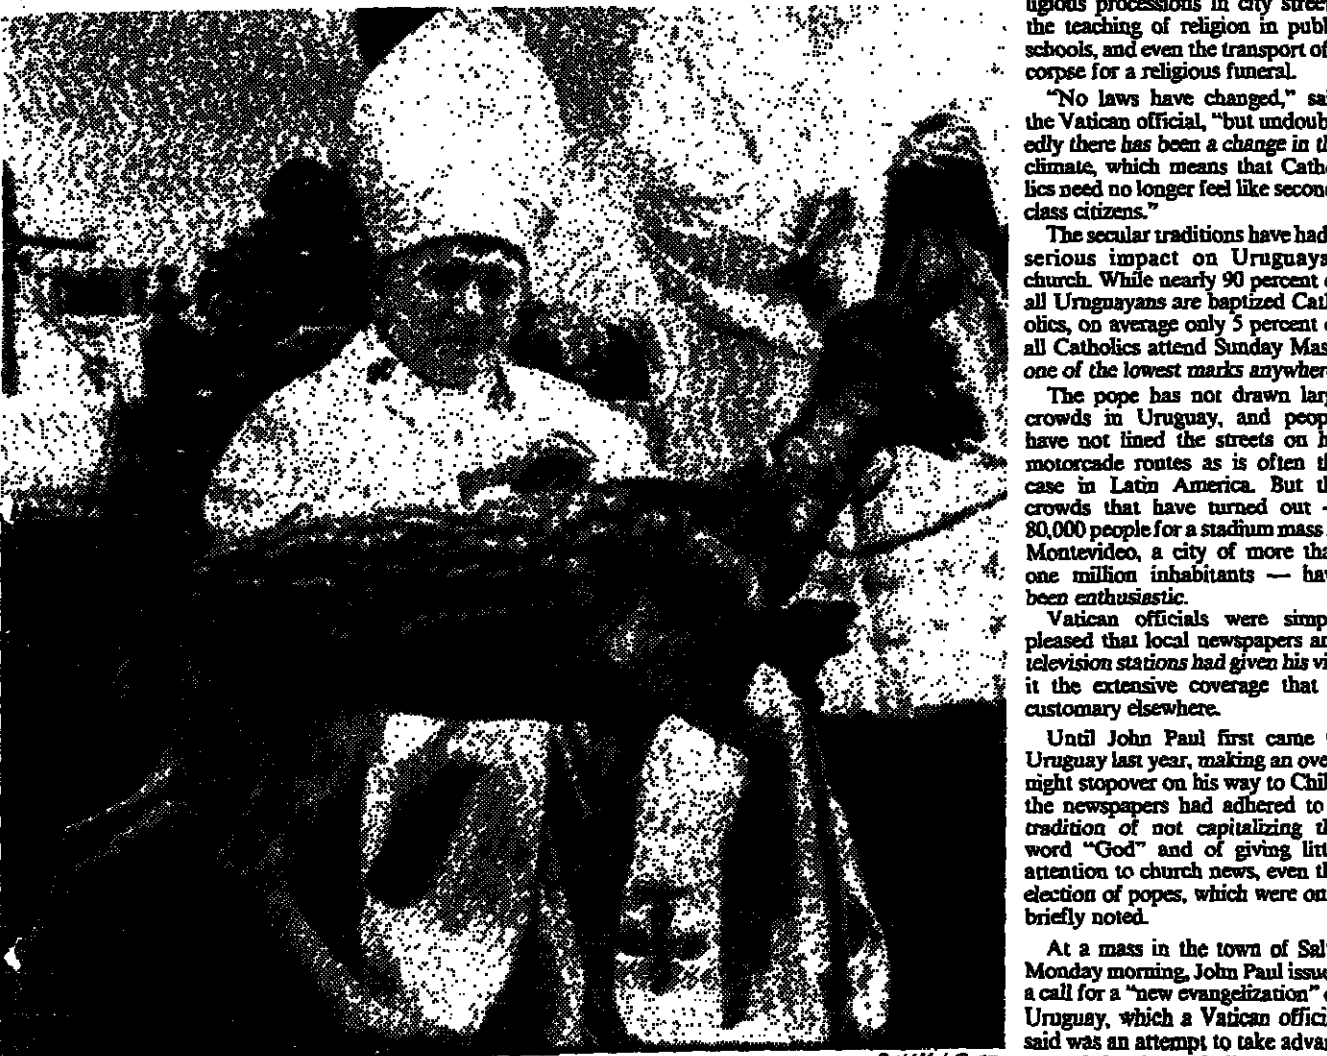 ligious processions in city street
the teaching of religion in publ
schools, and even the transport of
corpse for a religious funeral.
"No laws have changed," sai
the Vatican official, "but undoub
edly there has been a change in th
climate, which means that Catho
lics need no longer feel like second
class citizens."
The secular traditions have had
serious impact on Uruguaya
church. While nearly 90 percent o
all Uruguayans are baptized Cath
olics, on average only 5 percent o
all Catholics attend Sunday Mas
one of the lowest marks anywher
The pope has not drawn larg
crowds in Uruguay, and peop
have not lined the streets on h
motorcade routes as is often th
case in Latin America. But th
crowds that have turned out -
80,000 people for a stadium mass
Montevideo, a city of more tha
one million inhabitants — hav
been enthusiastic.
Vatican officials were simp
pleased that local newspapers an
television stations had given his vi
it the extensive coverage that
customary elsewhere.
Until John Paul first came
Uruguay last year, making an ove
night stopover on his way to Chil
the newspapers had adhered to
tradition of not capitalizing th
word "God" and of giving litt
attention to church news, even th
election of popes, which were on
briefly noted.
At a mass in the town of Salt
Monday morning, John Paul issue
a call for a "new evangelization" o
Uruguay, which a Vatican offici
said was an attempt to take advan